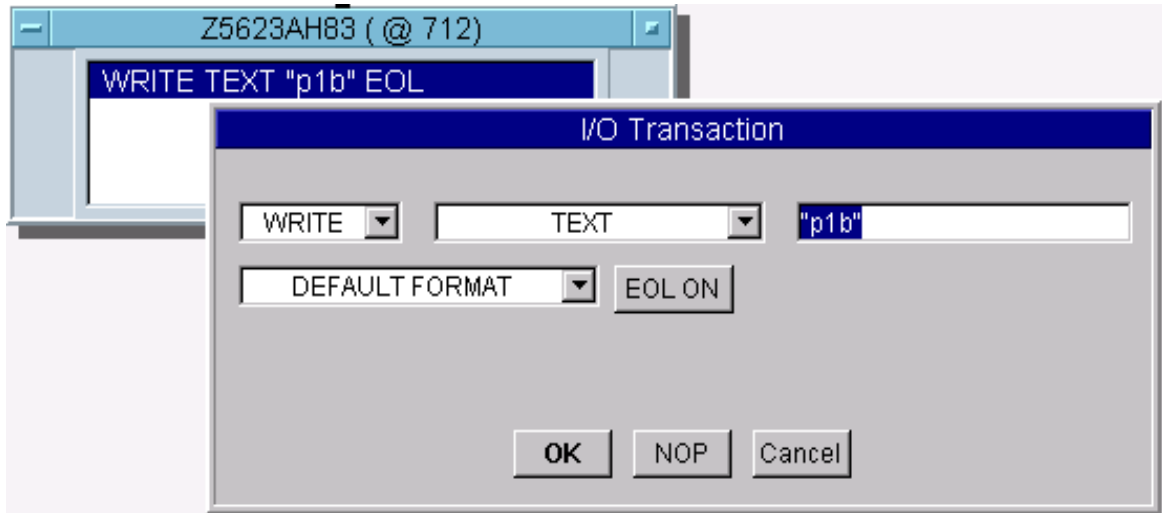 Z5623AH83 ( @ 712)
WRITE TEXT "p1b" EOL
I/O Transaction
WRITE TEXT "p1b"
DEFAULT FORMAT EOL ON
OK NOP Cancel